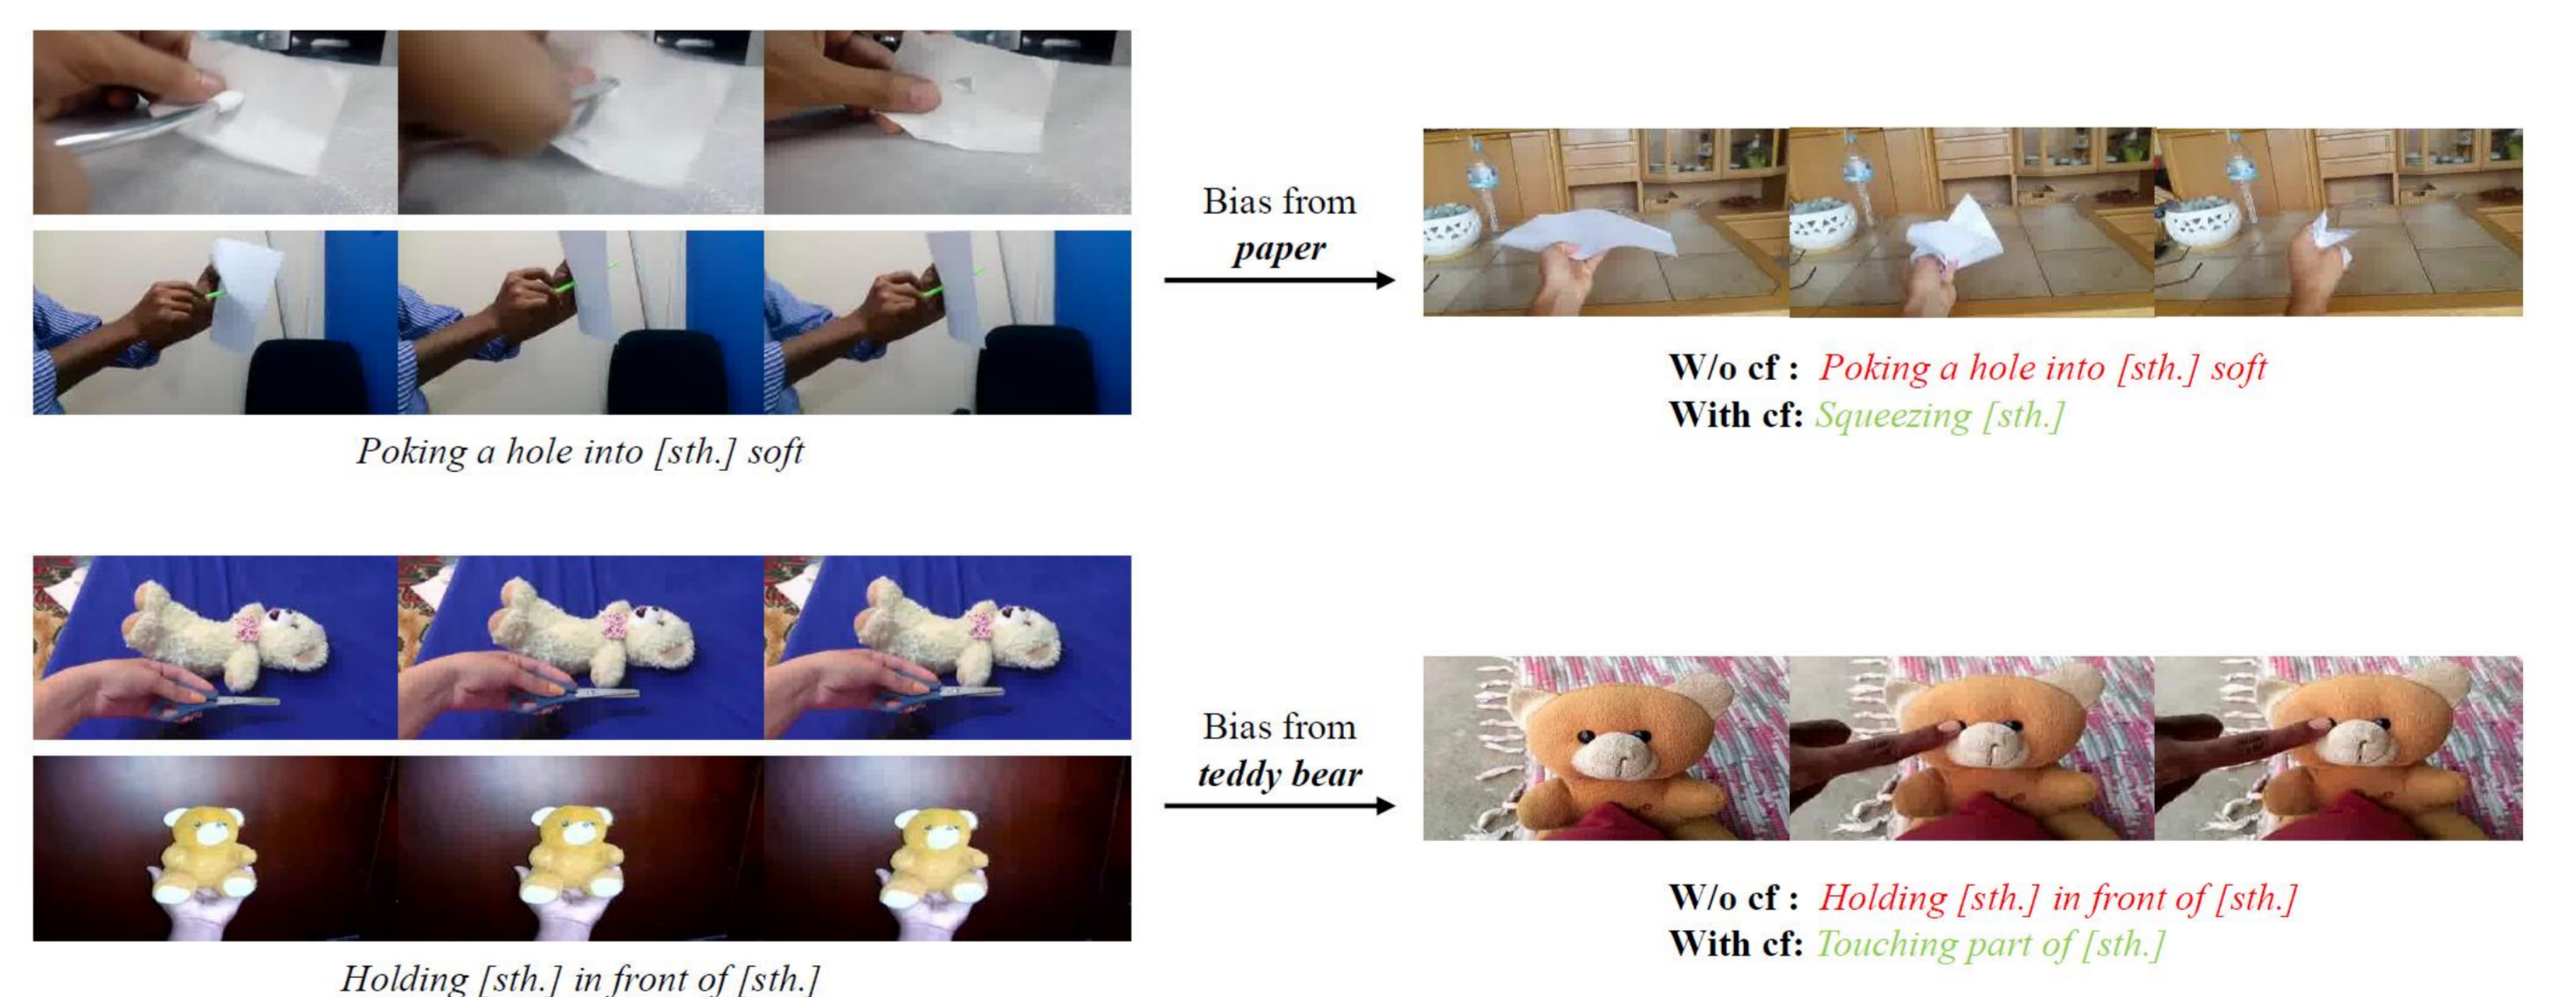 Bias from
paper
W/o cf : Poking a hole into [sth.] soft
With cf: Squeezing [sth.]
Poking a hole into [sth.] soft
Bias from
teddy bear
W/o cf : Holding [sth.] in front of [sth.]
With cf: Touching part of [sth.]
Holding [sth.] in front of [sth.]